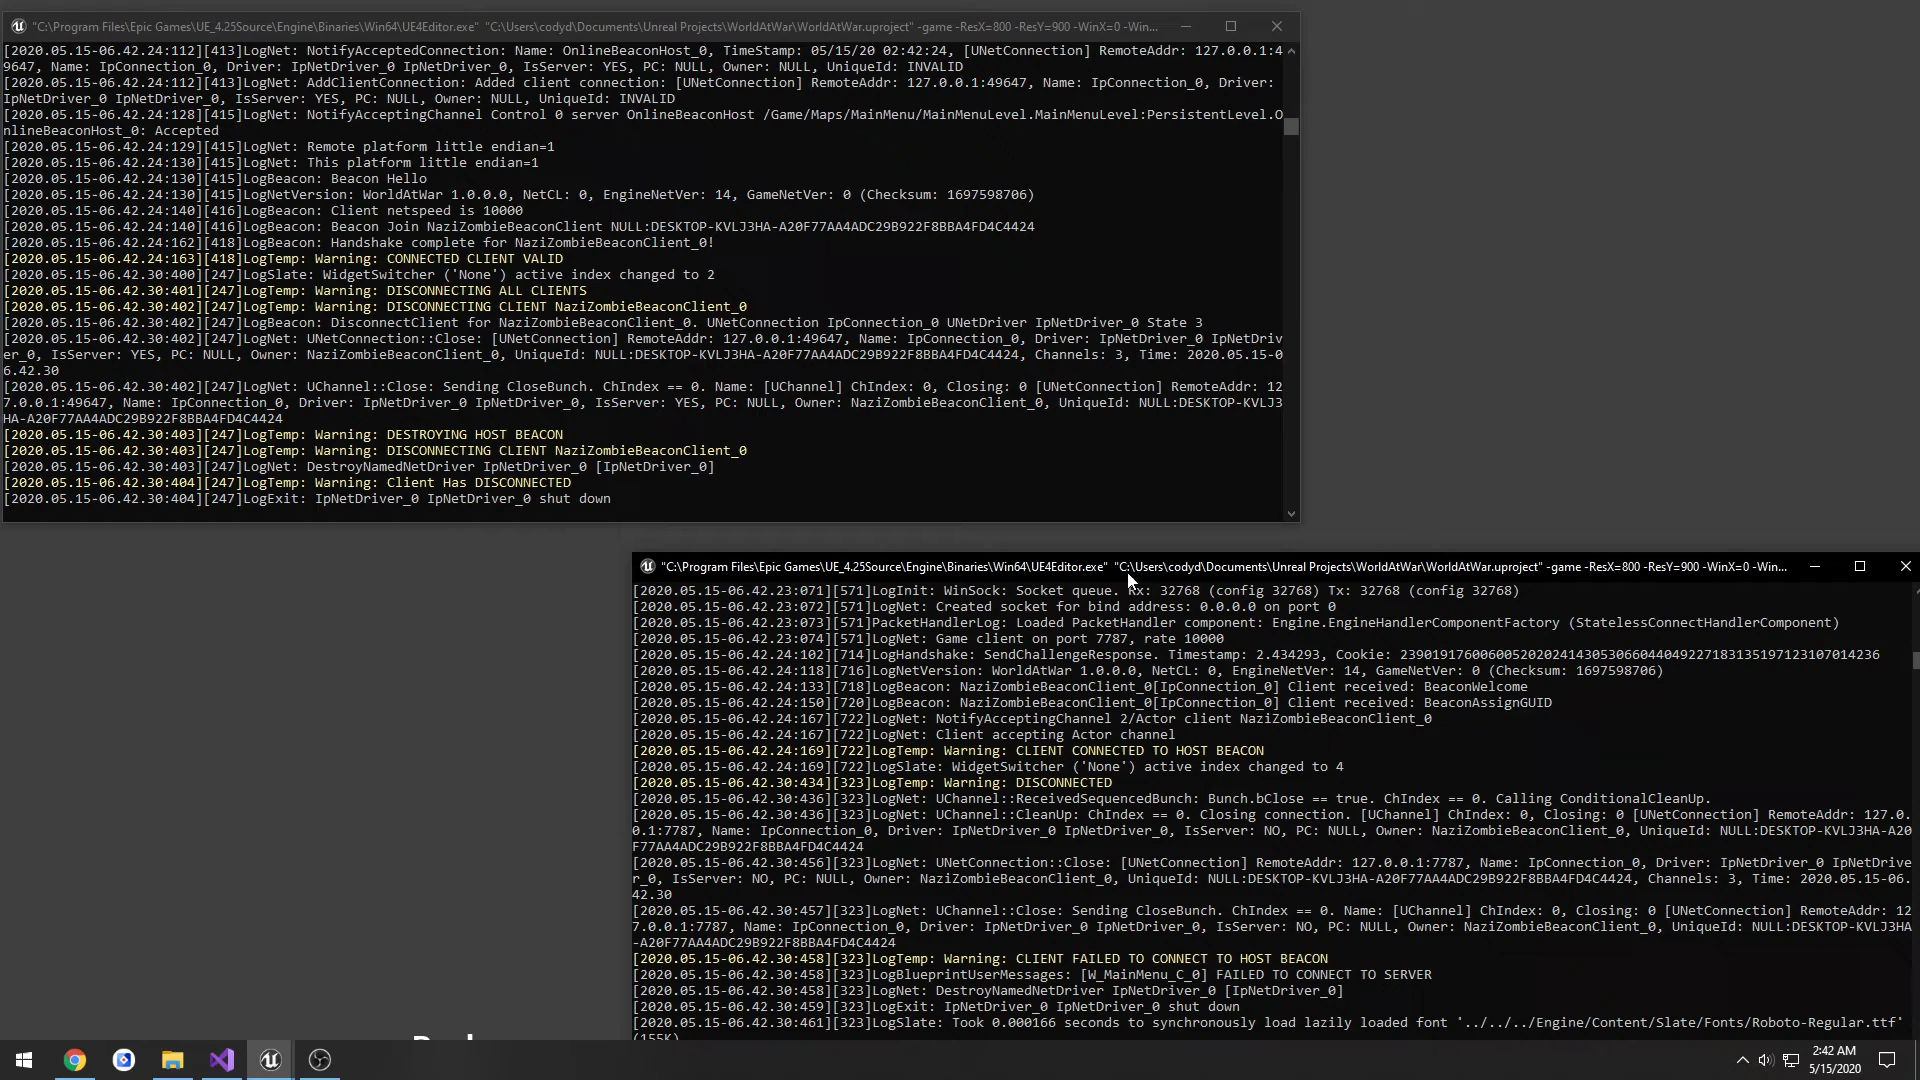 "C:\Program Files\Epic Games\UE_4.25Source\Engine\Binaries\Win64\UE4Editor.exe" "C:\Users\codyd\Documents\Unreal Projects\WorldAtWar\WorldAtWar.uproject" -game -ResX=800 -ResY=900 -WinX=0 -Win...
[2020.05.15-06.42.24:112][413]LogNet: NotifyAcceptedConnection: Name: OnlineBeaconHost_0, TimeStamp: 05/15/20 02:42:24, [UNetConnection] RemoteAddr: 127.0.0.1:4
9647, Name: IpConnection_0, Driver: IpNetDriver_0 IpNetDriver_0, IsServer: YES, PC: NULL, Owner: NULL, UniqueId: INVALID
[2020.05.15-06.42.24:112][413]LogNet: AddClientConnection: Added client connection: [UNetConnection] RemoteAddr: 127.0.0.1:49647, Name: IpConnection_0, Driver:
IpNetDriver_0 IpNetDriver_0, IsServer: YES, PC: NULL, Owner: NULL, UniqueId: INVALID
[2020.05.15-06.42.24:128][415]LogNet: NotifyAcceptingChannel Control 0 server OnlineBeaconHost /Game/Maps/MainMenu/MainMenuLevel.MainMenuLevel:PersistentLevel.O
nlineBeaconHost_0: Accepted
[2020.05.15-06.42.24:129][415]LogNet: Remote platform little endian=1
[2020.05.15-06.42.24:130][415]LogNet: This platform little endian=1
[2020.05.15-06.42.24:130][415]LogBeacon: Beacon Hello
[2020.05.15-06.42.24:130][415]LogNetVersion: WorldAtWar 1.0.0.0, NetCL: 0, EngineNetVer: 14, GameNetVer: 0 (Checksum: 1697598706)
[2020.05.15-06.42.24:140][416]LogBeacon: Client netspeed is 10000
[2020.05.15-06.42.24:140][416]LogBeacon: Beacon Join NaziZombieBeaconClient NULL:DESKTOP-KVLJ3HA-A20F77AA4ADC29B922F8BBA4FD4C4424
[2020.05.15-06.42.24:162][418]LogBeacon: Handshake complete for NaziZombieBeaconClient_0!
[2020.05.15-06.42.24:163][418]LogTemp: Warning: CONNECTED CLIENT VALID
[2020.05.15-06.42.30:400][247]LogSlate: WidgetSwitcher ('None') active index changed to 2
[2020.05.15-06.42.30:401][247]LogTemp: Warning: DISCONNECTING ALL CLIENTS
[2020.05.15-06.42.30:402][247]LogTemp: Warning: DISCONNECTING CLIENT NaziZombieBeaconClient_0
[2020.05.15-06.42.30:402][247]LogBeacon: DisconnectClient for NaziZombieBeaconClient_0. UNetConnection IpConnection_0 UNetDriver IpNetDriver_0 State 3
[2020.05.15-06.42.30:402][247]LogNet: UNetConnection::Close: [UNetConnection] RemoteAddr: 127.0.0.1:49647, Name: IpConnection_0, Driver: IpNetDriver_0 IpNetDriv
er_0, IsServer: YES, PC: NULL, Owner: NaziZombieBeaconClient_0, UniqueId: NULL:DESKTOP-KVLJ3HA-A20F77AA4ADC29B922F8BBA4FD4C4424, Channels: 3, Time: 2020.05.15-0
6.42.30
[2020.05.15-06.42.30:402][247]LogNet: UChannel::Close: Sending CloseBunch. ChIndex == 0. Name: [UChannel] ChIndex: 0, Closing: 0 [UNetConnection] RemoteAddr: 12
7.0.0.1:49647, Name: IpConnection_0, Driver: IpNetDriver_0 IpNetDriver_0, IsServer: YES, PC: NULL, Owner: NaziZombieBeaconClient_0, UniqueId: NULL:DESKTOP-KVLJ3
HA-A20F77AA4ADC29B922F8BBA4FD4C4424
[2020.05.15-06.42.30:403][247]LogTemp: Warning: DESTROYING HOST BEACON
[2020.05.15-06.42.30:403][247]LogTemp: Warning: DISCONNECTING CLIENT NaziZombieBeaconClient_0
[2020.05.15-06.42.30:403][247]LogNet: DestroyNamedNetDriver IpNetDriver_0 [IpNetDriver_0]
[2020.05.15-06.42.30:404][247]LogTemp: Warning: Client Has DISCONNECTED
[2020.05.15-06.42.30:404][247]LogExit: IpNetDriver_0 IpNetDriver_0 shut down
"C:\Program Files\Epic Games\UE_4.25Source\Engine\Binaries\Win64\UE4Editor.exe" "C:\Users\codyd\Documents\Unreal Projects\WorldAtWar\WorldAtWar.uproject" -game -ResX=800 -ResY=900 -WinX=0 -Win...
[2020.05.15-06.42.23:071][571]LogInit: WinSock: Socket queue. Rx: 32768 (config 32768) Tx: 32768 (config 32768)
[2020.05.15-06.42.23:072][571]LogNet: Created socket for bind address: 0.0.0.0 on port 0
[2020.05.15-06.42.23:073][571]PacketHandlerLog: Loaded PacketHandler component: Engine.EngineHandlerComponentFactory (StatelessConnectHandlerComponent)
[2020.05.15-06.42.23:074][571]LogNet: Game client on port 7787, rate 10000
[2020.05.15-06.42.24:102][714]LogHandshake: SendChallengeResponse. Timestamp: 2.434293, Cookie: 239019176006005202024143053066044049227183135197123107014236
[2020.05.15-06.42.24:118][716]LogNetVersion: WorldAtWar 1.0.0.0, NetCL: 0, EngineNetVer: 14, GameNetVer: 0 (Checksum: 1697598706)
[2020.05.15-06.42.24:133][718]LogBeacon: NaziZombieBeaconClient_0[IpConnection_0] Client received: BeaconWelcome
[2020.05.15-06.42.24:150][720]LogBeacon: NaziZombieBeaconClient_0[IpConnection_0] Client received: BeaconAssignGUID
[2020.05.15-06.42.24:167][722]LogNet: NotifyAcceptingChannel 2/Actor client NaziZombieBeaconClient_0
[2020.05.15-06.42.24:167][722]LogNet: Client accepting Actor channel
[2020.05.15-06.42.24:169][722]LogTemp: Warning: CLIENT CONNECTED TO HOST BEACON
[2020.05.15-06.42.24:169][722]LogSlate: WidgetSwitcher ('None') active index changed to 4
[2020.05.15-06.42.30:434][323]LogTemp: Warning: DISCONNECTED
[2020.05.15-06.42.30:436][323]LogNet: UChannel::ReceivedSequencedBunch: Bunch.bClose == true. ChIndex == 0. Calling ConditionalCleanUp.
[2020.05.15-06.42.30:436][323]LogNet: UChannel::CleanUp: ChIndex == 0. Closing connection. [UChannel] ChIndex: 0, Closing: 0 [UNetConnection] RemoteAddr: 127.0.
0.1:7787, Name: IpConnection_0, Driver: IpNetDriver_0 IpNetDriver_0, IsServer: NO, PC: NULL, Owner: NaziZombieBeaconClient_0, UniqueId: NULL:DESKTOP-KVLJ3HA-A20
F77AA4ADC29B922F8BBA4FD4C4424
[2020.05.15-06.42.30:456][323]LogNet: UNetConnection::Close: [UNetConnection] RemoteAddr: 127.0.0.1:7787, Name: IpConnection_0, Driver: IpNetDriver_0 IpNetDrive
r_0, IsServer: NO, PC: NULL, Owner: NaziZombieBeaconClient_0, UniqueId: NULL:DESKTOP-KVLJ3HA-A20F77AA4ADC29B922F8BBA4FD4C4424, Channels: 3, Time: 2020.05.15-06.
42.30
[2020.05.15-06.42.30:457][323]LogNet: UChannel::Close: Sending CloseBunch. ChIndex == 0. Name: [UChannel] ChIndex: 0, Closing: 0 [UNetConnection] RemoteAddr: 12
7.0.0.1:7787, Name: IpConnection_0, Driver: IpNetDriver_0 IpNetDriver_0, IsServer: NO, PC: NULL, Owner: NaziZombieBeaconClient_0, UniqueId: NULL:DESKTOP-KVLJ3HA
-A20F77AA4ADC29B922F8BBA4FD4C4424
[2020.05.15-06.42.30:458][323]LogTemp: Warning: CLIENT FAILED TO CONNECT TO HOST BEACON
[2020.05.15-06.42.30:458][323]LogBlueprintUserMessages: [W_MainMenu_C_0] FAILED TO CONNECT TO SERVER
[2020.05.15-06.42.30:458][323]LogNet: DestroyNamedNetDriver IpNetDriver_0 [IpNetDriver_0]
[2020.05.15-06.42.30:459][323]LogExit: IpNetDriver_0 IpNetDriver_0 shut down
[2020.05.15-06.42.30:461][323]LogSlate: Took 0.000166 seconds to synchronously load lazily loaded font '../../../Engine/Content/Slate/Fonts/Roboto-Regular.ttf'
(155K)
2:42 AM
5/15/2020